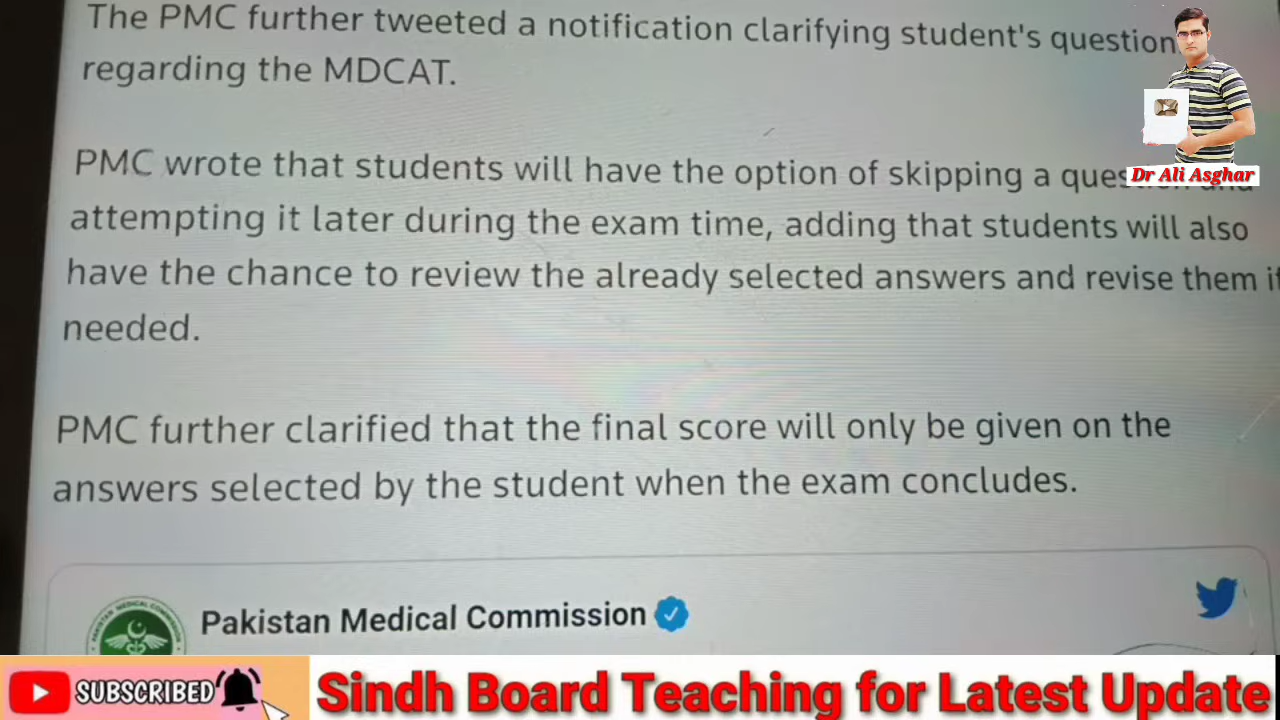 The PMC further tweeted a notification clarifying student's question
regarding the MDCAT.
PMC wrote that students will have the option of skipping a
attempting it later during the exam time, adding that students will also
have the chance to review the already selected answers and revise them if
needed.
PMC further clarified that the final score will only be given on the
answers selected by the student when the exam concludes.
Pakistan Medical Commission
Dr Ali Asghar
SUBSCRIBED
Sindh Board Teaching for Latest Update